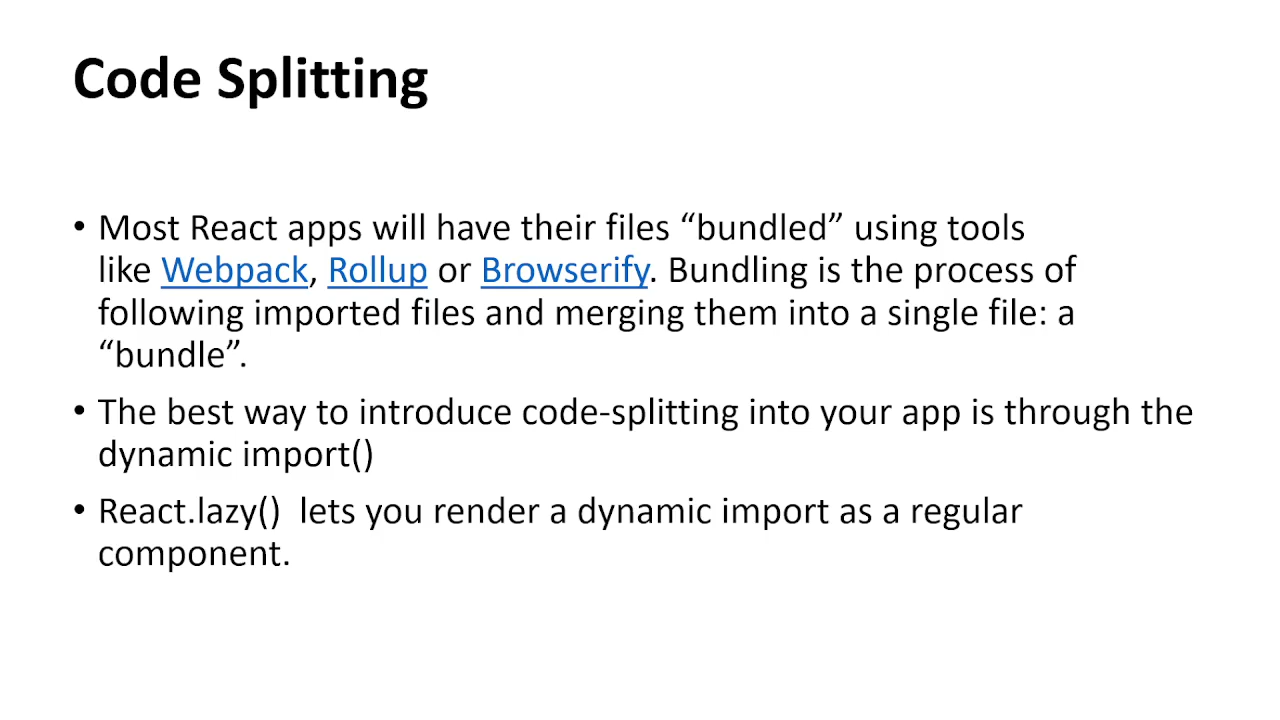 Code Splitting
• Most React apps will have their files “bundled” using tools
like Webpack, Rollup or Browserify. Bundling is the process of
following imported files and merging them into a single file: a
“bundle”.
• The best way to introduce code-splitting into your app is through the
dynamic import()
• React.lazy()  lets you render a dynamic import as a regular
component.